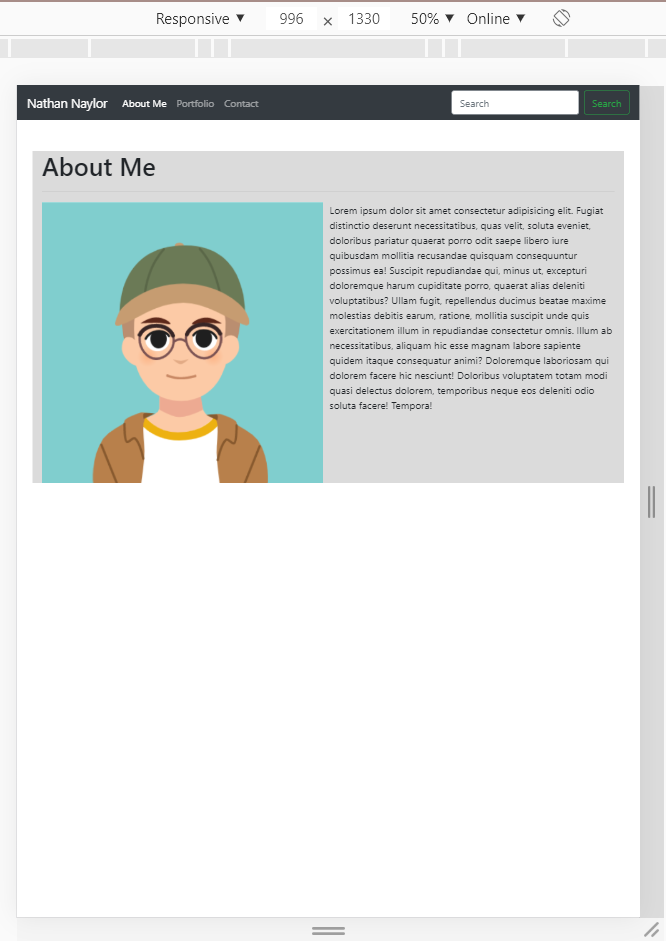 Responsive ▼ 996 × 1330 50% ▼ Online ▼
Nathan Naylor About Me Portfolio Contact Search Search
About Me
Lorem ipsum dolor sit amet consectetur adipisicing elit. Fugiat
distinctio deserunt necessitatibus, quas velit, soluta eveniet,
doloribus pariatur quaerat porro odit saepe libero iure
quibusdam mollitia recusandae quisquam consequuntur
possimus ea! Suscipit repudiandae qui, minus ut, excepturi
doloremque harum cupiditate porro, quaerat alias deleniti
voluptatibus? Ullam fugit, repellendus ducimus beatae maxime
molestias debitis earum, ratione, mollitia suscipit unde quis
exercitationem illum in repudiandae consectetur omnis. Illum ab
necessitatibus, aliquam hic esse magnam labore sapiente
quidem itaque consequatur animi? Doloremque laboriosam qui
dolorem facere hic nesciunt! Doloribus voluptatem totam modi
quasi delectus dolorem, temporibus neque eos deleniti odio
soluta facere! Tempora!